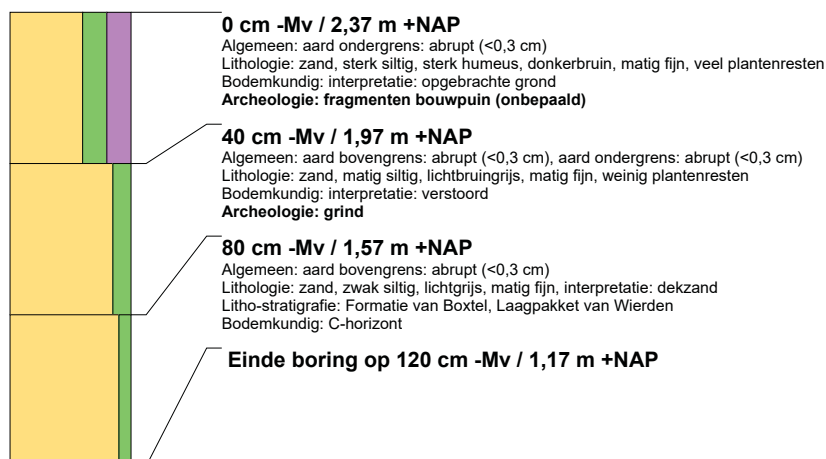 0 cm -Mv / 2,37 m +NAP
Algemeen: aard ondergrens: abrupt (<0,3 cm)
Lithologie: zand, sterk siltig, sterk humeus, donkerbruin, matig fijn, veel plantenresten
Bodemkundig: interpretatie: opgebrachte grond
Archeologie: fragmenten bouwpuin (onbepaald)
40 cm -Mv / 1,97 m +NAP
Algemeen: aard bovengrens: abrupt (<0,3 cm), aard ondergrens: abrupt (<0,3 cm)
Lithologie: zand, matig siltig, lichtbruingrijs, matig fijn, weinig plantenresten
Bodemkundig: interpretatie: verstoord
Archeologie: grind
80 cm -Mv / 1,57 m +NAP
Algemeen: aard bovengrens: abrupt (<0,3 cm)
Lithologie: zand, zwak siltig, lichtgrijs, matig fijn, interpretatie: dekzand
Litho-stratigrafie: Formatie van Boxtel, Laagpakket van Wierden
Bodemkundig: C-horizont
Einde boring op 120 cm -Mv / 1,17 m +NAP